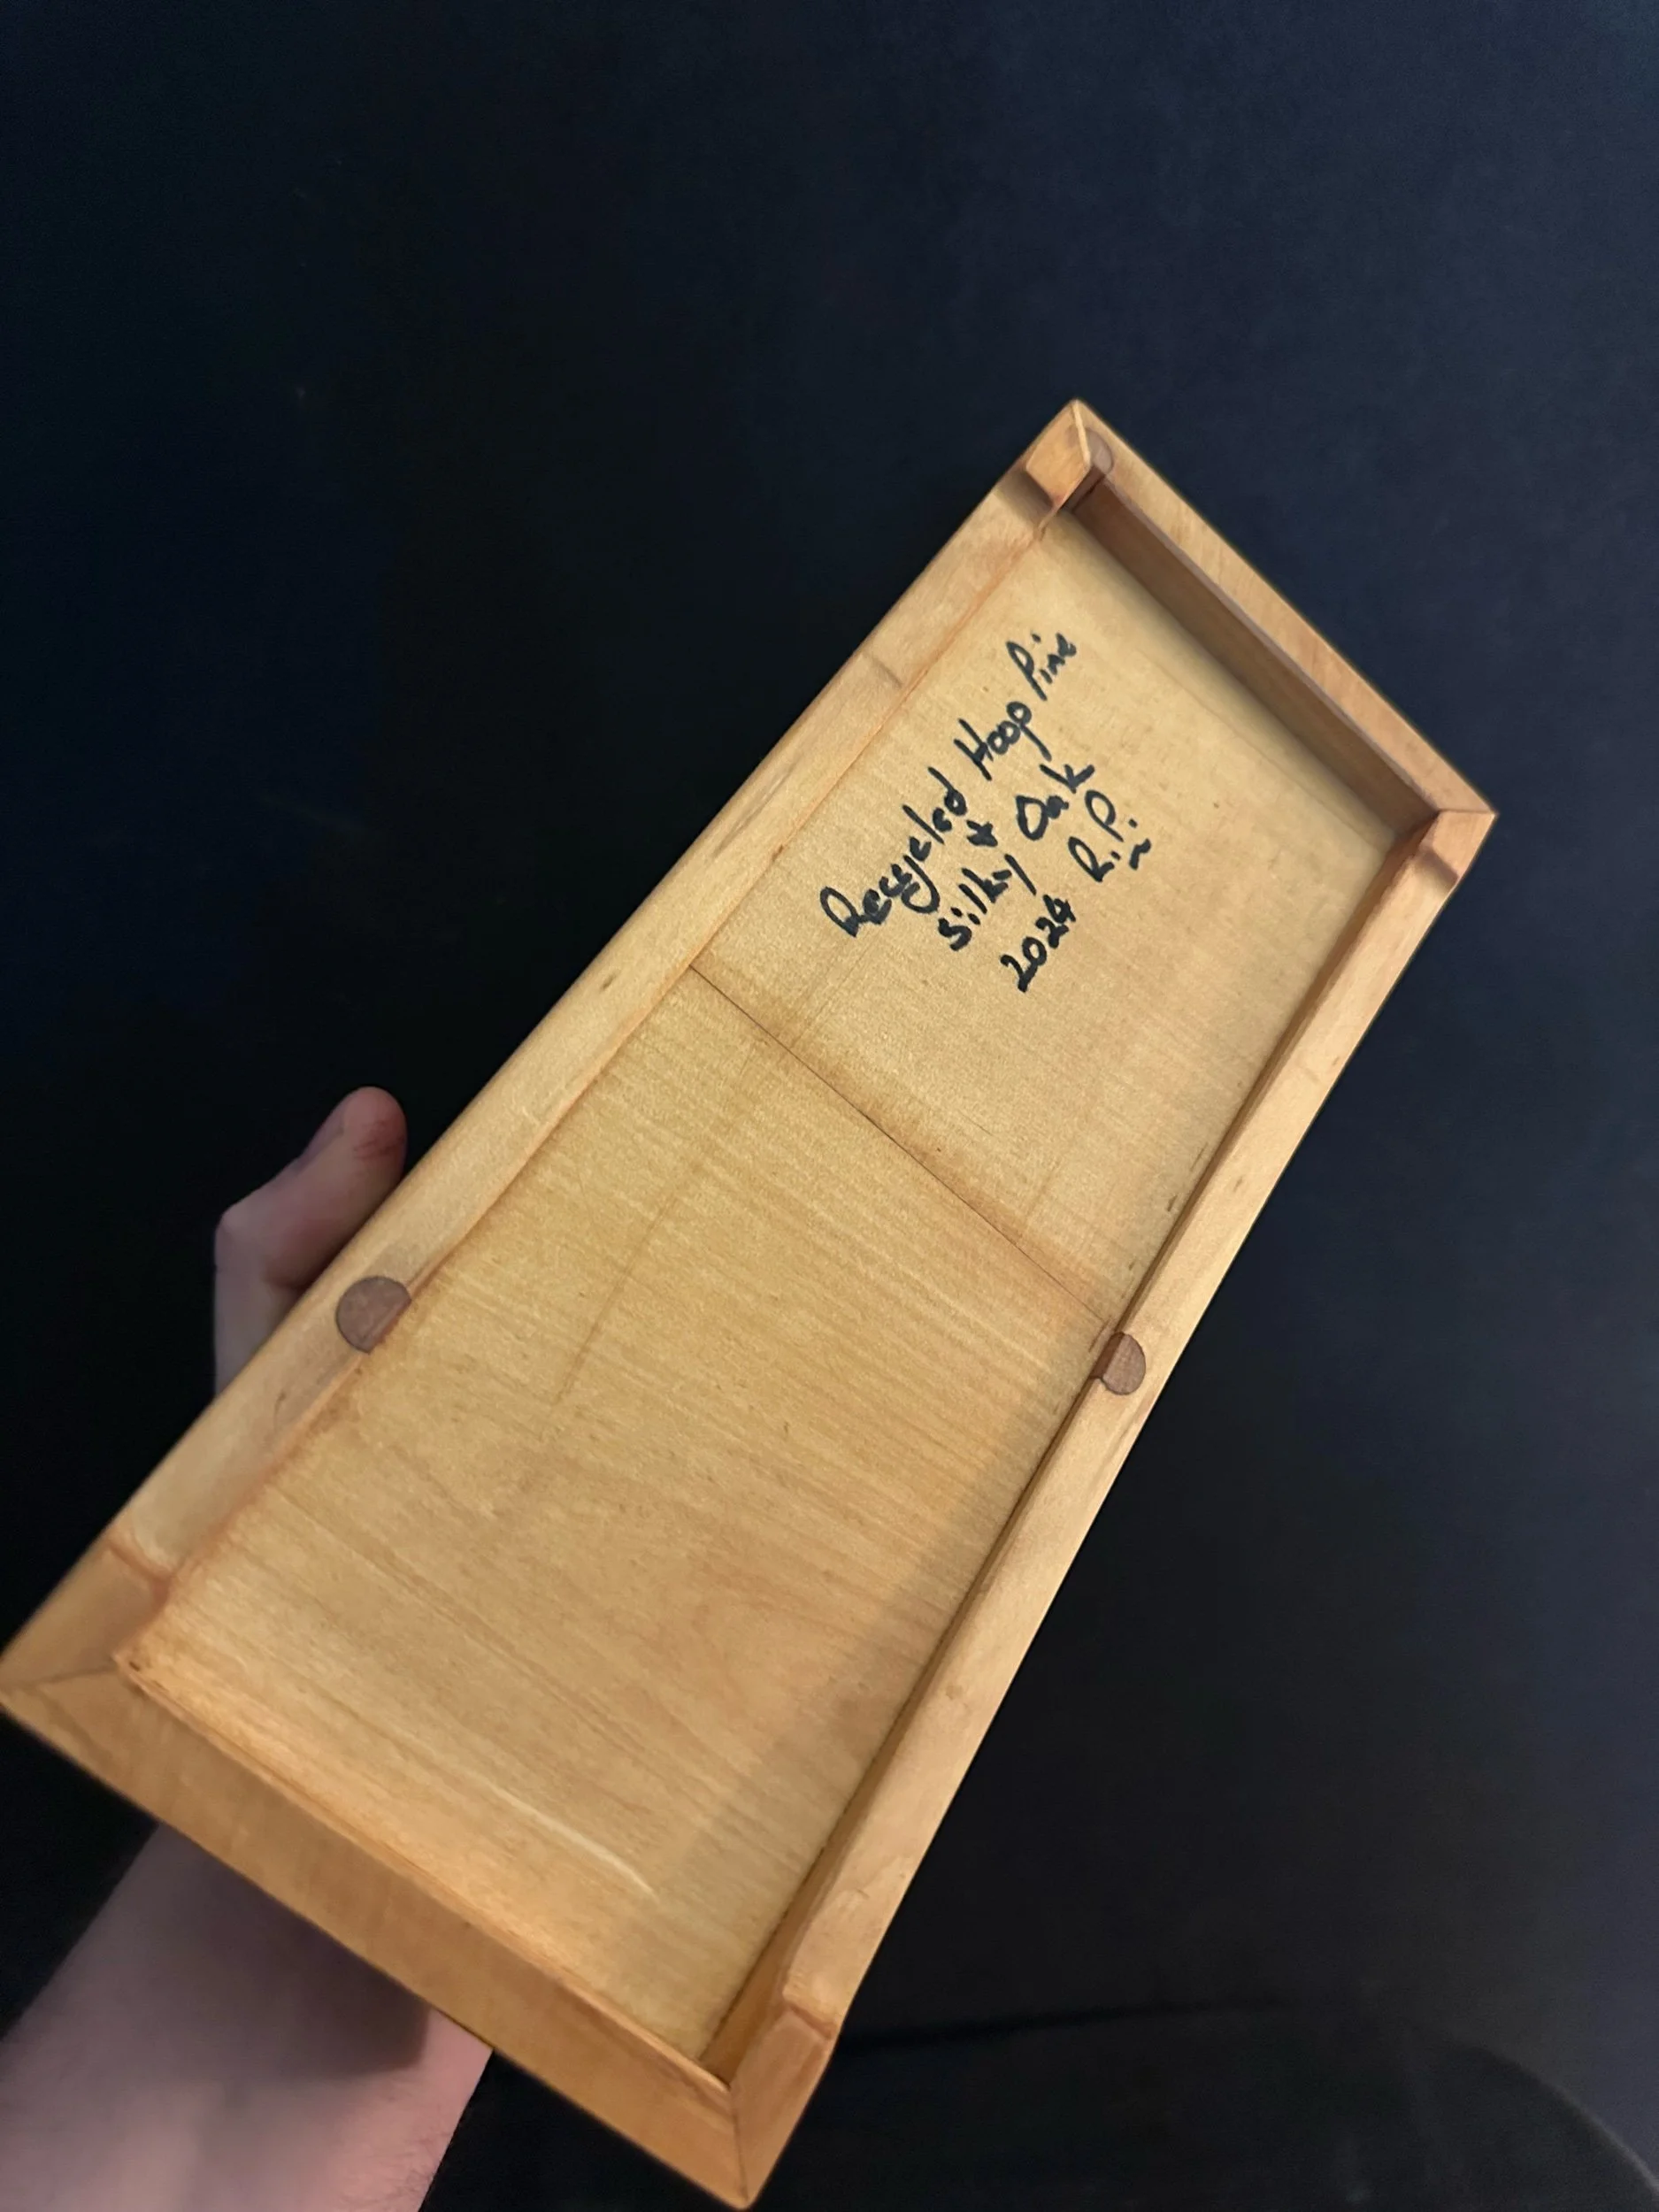 Recycled Hoop Pine
+
Silky Oak
2024 R.P.